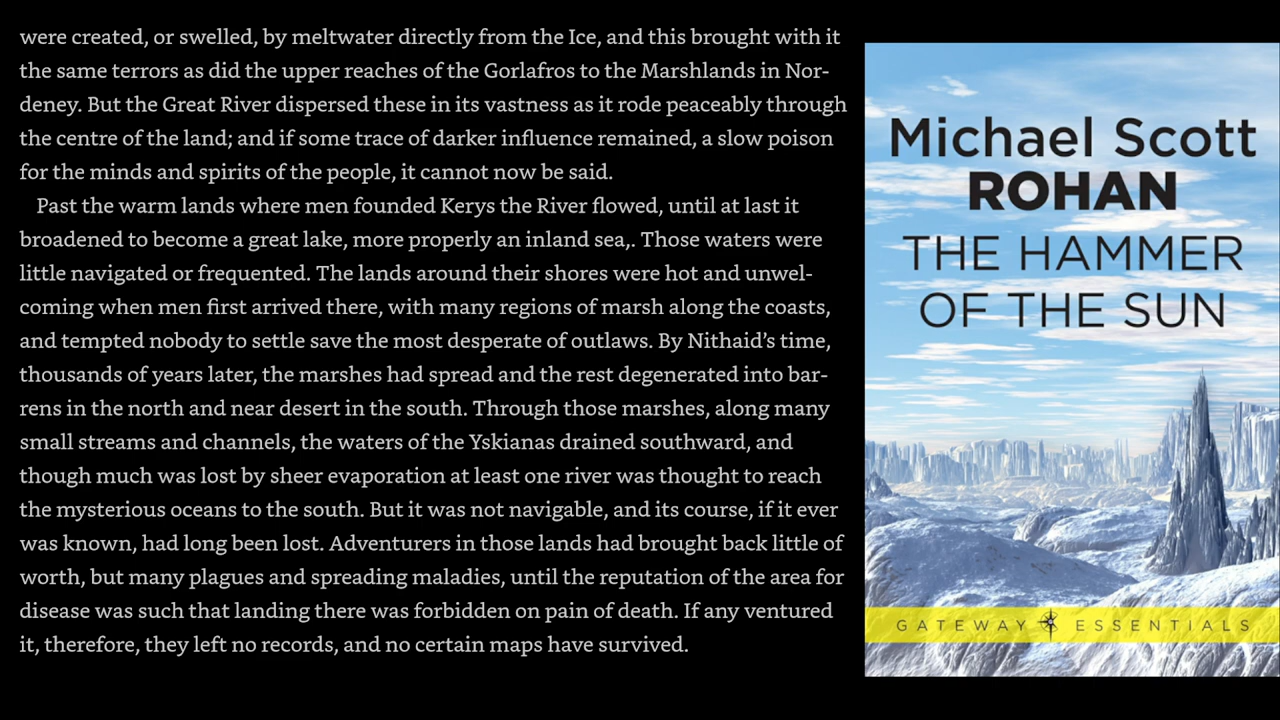 were created, or swelled, by meltwater directly from the Ice, and this brought with it
the same terrors as did the upper reaches of the Gorlafros to the Marshlands in Nor-
deney. But the Great River dispersed these in its vastness as it rode peaceably through
the centre of the land; and if some trace of darker influence remained, a slow poison
for the minds and spirits of the people, it cannot now be said.
Past the warm lands where men founded Kerys the River flowed, until at last it
broadened to become a great lake, more properly an inland sea,. Those waters were
little navigated or frequented. The lands around their shores were hot and unwel-
coming when men first arrived there, with many regions of marsh along the coasts,
and tempted nobody to settle save the most desperate of outlaws. By Nithaid’s time,
thousands of years later, the marshes had spread and the rest degenerated into bar-
rens in the north and near desert in the south. Through those marshes, along many
small streams and channels, the waters of the Yskianas drained southward, and
though much was lost by sheer evaporation at least one river was thought to reach
the mysterious oceans to the south. But it was not navigable, and its course, if it ever
was known, had long been lost. Adventurers in those lands had brought back little of
worth, but many plagues and spreading maladies, until the reputation of the area for
disease was such that landing there was forbidden on pain of death. If any ventured
it, therefore, they left no records, and no certain maps have survived.
Michael Scott
ROHAN
THE HAMMER
OF THE SUN
GATEWAY ESSENTIALS